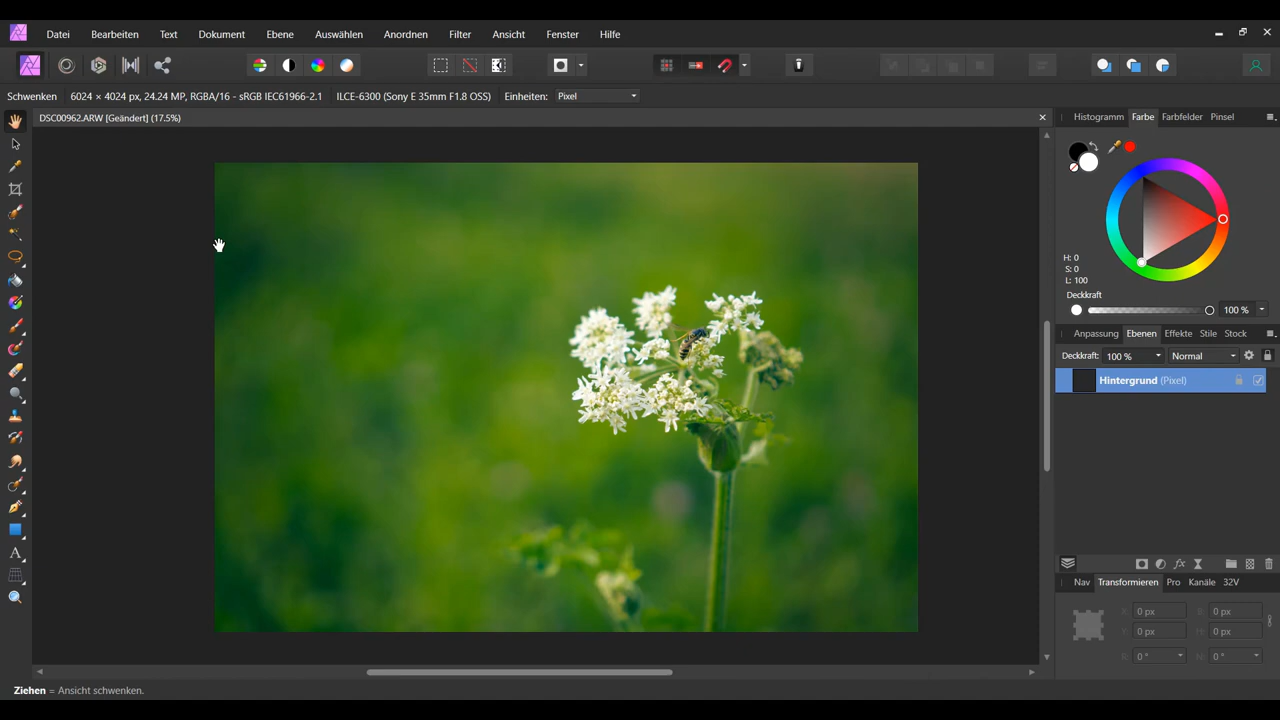 Datei Bearbeiten Text Dokument Ebene Auswählen Anordnen Filter Ansicht Fenster Hilfe
Schwenken 6024 × 4024 px, 24.24 MP, RGBA/16 - sRGB IEC61966-2.1 ILCE-6300 (Sony E 35mm F1.8 OSS) Einheiten: Pixel
DSC00962.ARW [Geändert] (17.5%)
Histogramm Farbe Farbfelder Pinsel
H: 0
S: 0
L: 100
Deckkraft
100 %
Anpassung Ebenen Effekte Stile Stock
Deckkraft: 100 % Normal
Hintergrund (Pixel)
fx
Nav Transformieren Pro Kanäle 32V
0 px 0 px
0 px 0 px
0 ° 0 °
A
Ziehen = Ansicht schwenken.